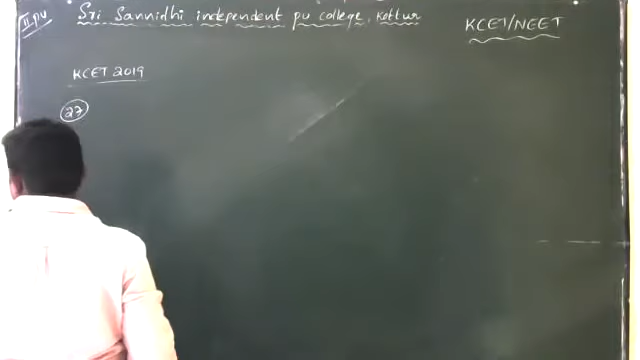 II PU
Sri Sannidhi independent pu college, Kottur
KCET/NEET
KCET 2019
27